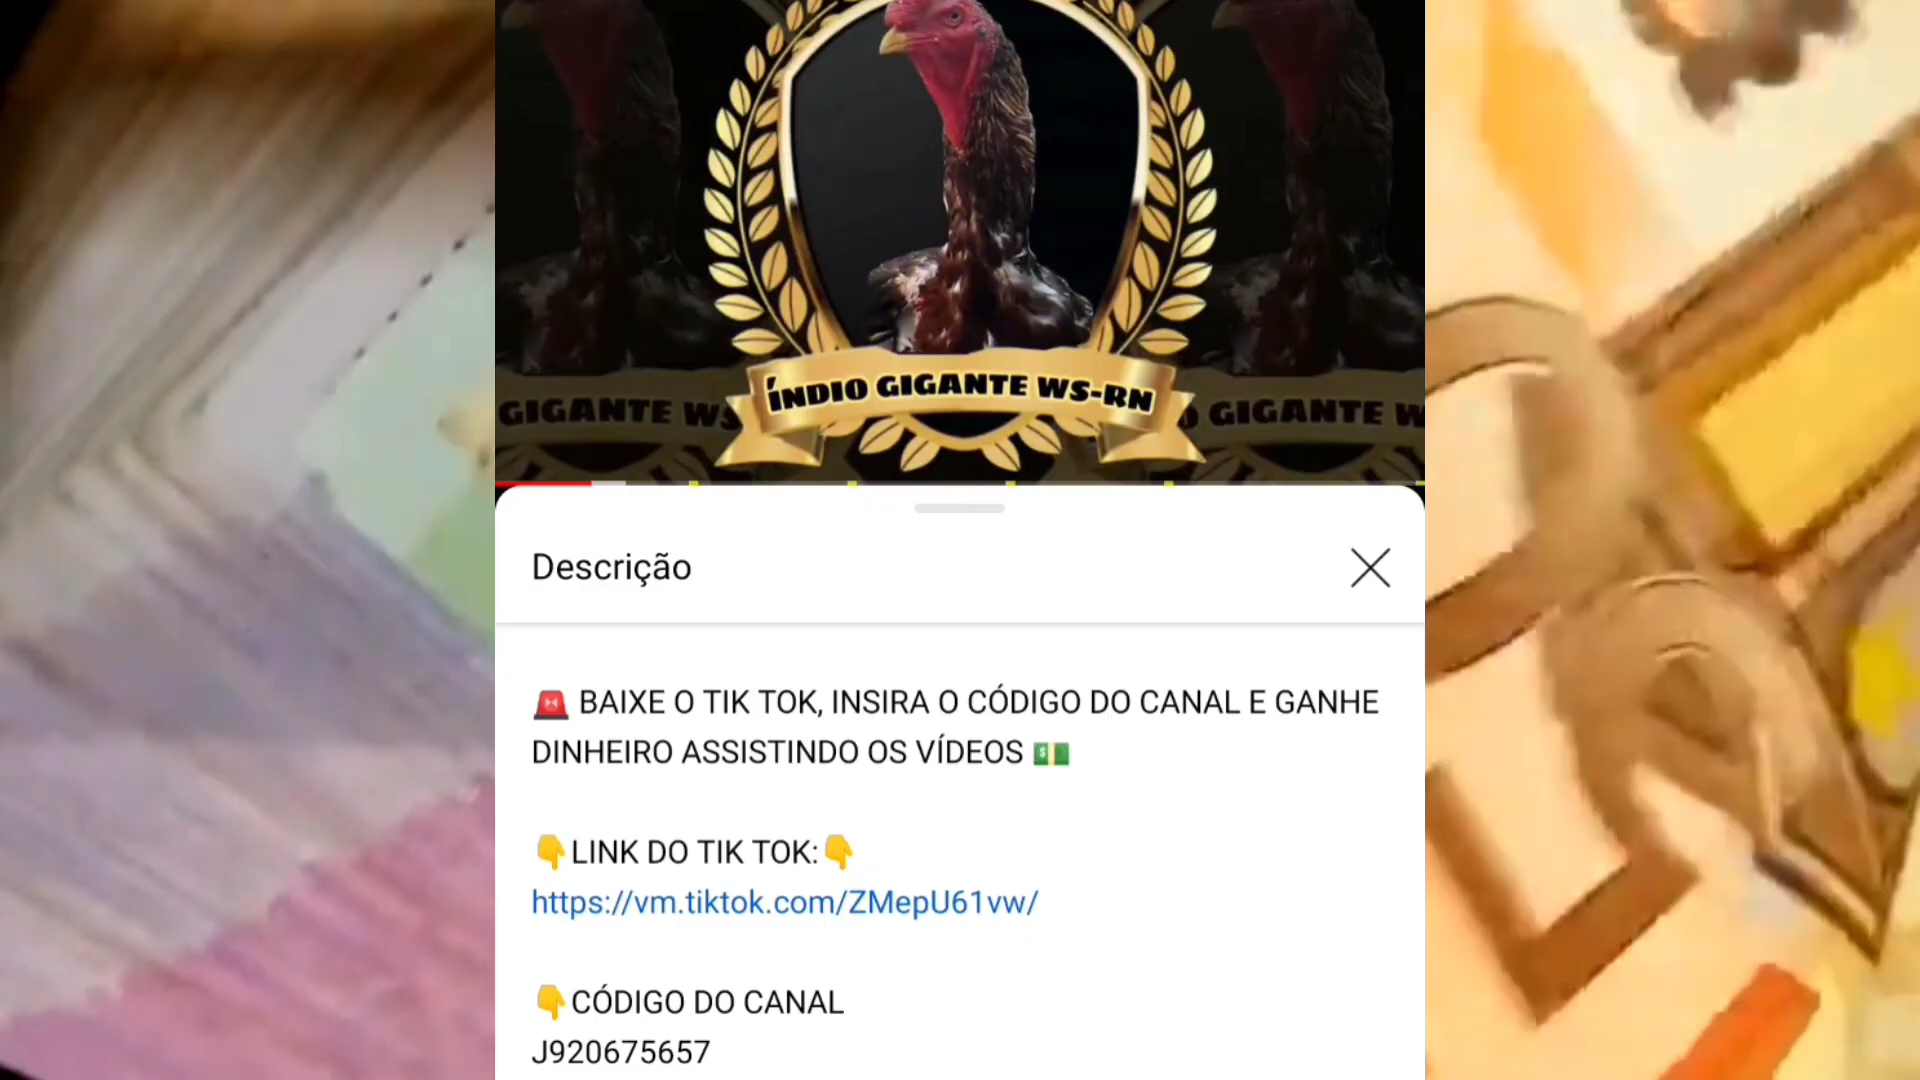 ÍNDIO GIGANTE WS-RN
GIGANTE WS
GIGANTE W
Descrição
🚨 BAIXE O TIK TOK, INSIRA O CÓDIGO DO CANAL E GANHE
DINHEIRO ASSISTINDO OS VÍDEOS 💵
👇LINK DO TIK TOK:👇
https://vm.tiktok.com/ZMepU61vw/
👇CÓDIGO DO CANAL
J920675657